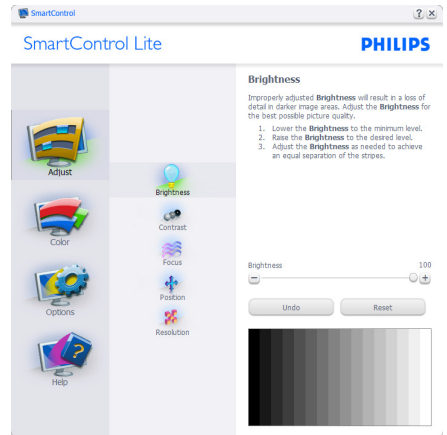 SmartControl
? ×
SmartControl Lite
PHILIPS
Adjust
Color
Options
?
Help
Brightness
Contrast
Focus
Position
Resolution
Brightness
Improperly adjusted Brightness will result in a loss of
detail in darker image areas. Adjust the Brightness for
the best possible picture quality.
1. Lower the Brightness to the minimum level.
2. Raise the Brightness to the desired level.
3. Adjust the Brightness as needed to achieve
an equal separation of the stripes.
Brightness 100
Undo Reset